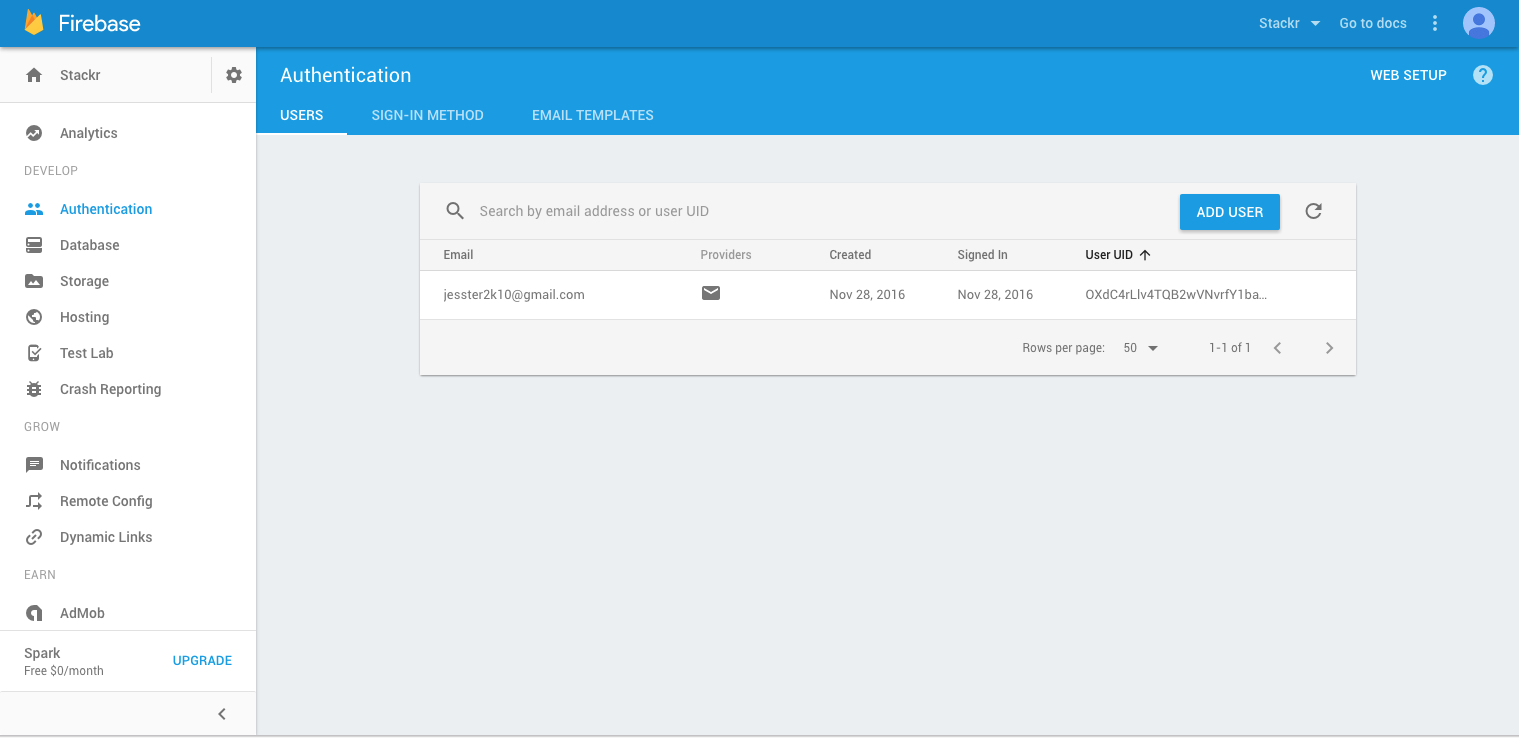 Firebase
Stackr
Go to docs
Stackr
Authentication
WEB SETUP
?
USERS
SIGN-IN METHOD
EMAIL TEMPLATES
Analytics
DEVELOP
Authentication
Database
Storage
Hosting
Test Lab
Crash Reporting
GROW
Notifications
Remote Config
Dynamic Links
EARN
AdMob
Spark
Free $0/month
UPGRADE
Search by email address or user UID
ADD USER
Email Providers Created Signed In User UID
jesster2k10@gmail.com Nov 28, 2016 Nov 28, 2016 OXdC4rLlv4TQB2wVNvrfY1ba...
Rows per page: 50 1-1 of 1